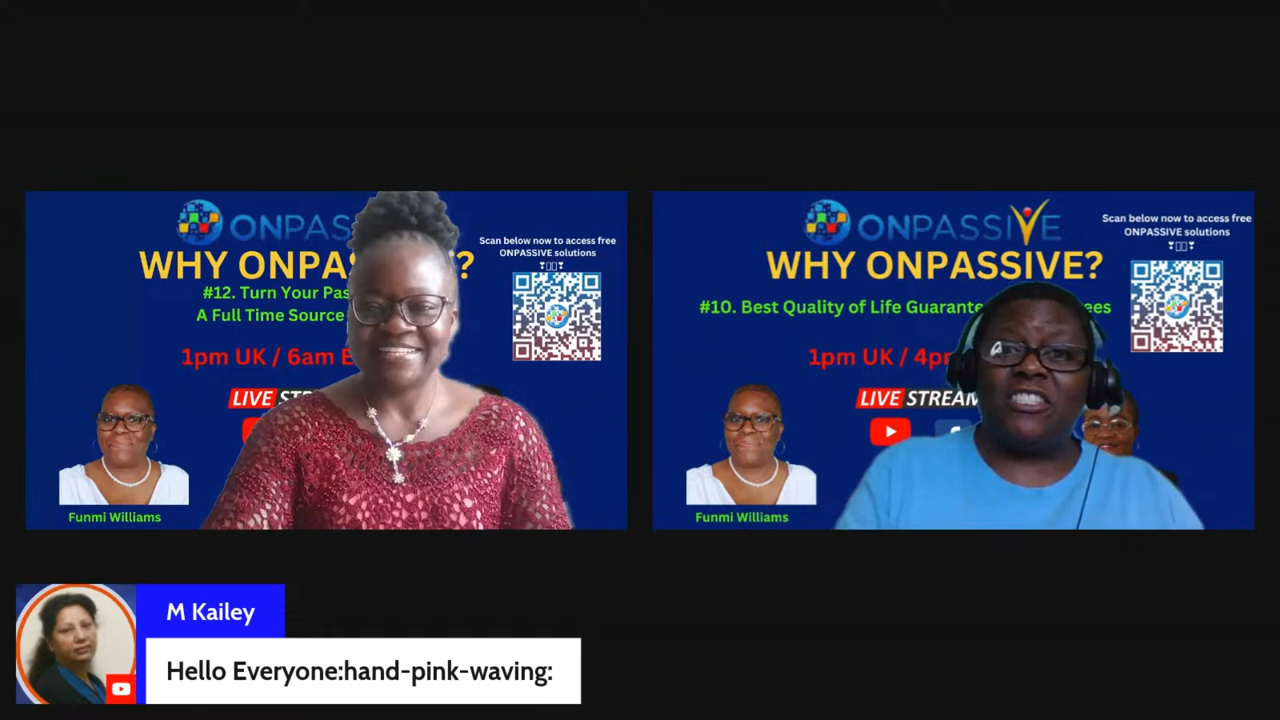 ONPAS
WHY ONPAS ?
#12. Turn Your Pas
A Full Time Source
1pm UK / 6am E
LIVE ST
Funmi Williams
Scan below now to access free
ONPASSIVE solutions
ONPASSIVE
WHY ONPASSIVE?
#10. Best Quality of Life Guarante ees
1pm UK / 4p
LIVE STREAM
Funmi Williams
Scan below now to access free
ONPASSIVE solutions
M Kailey
Hello Everyone:hand-pink-waving: